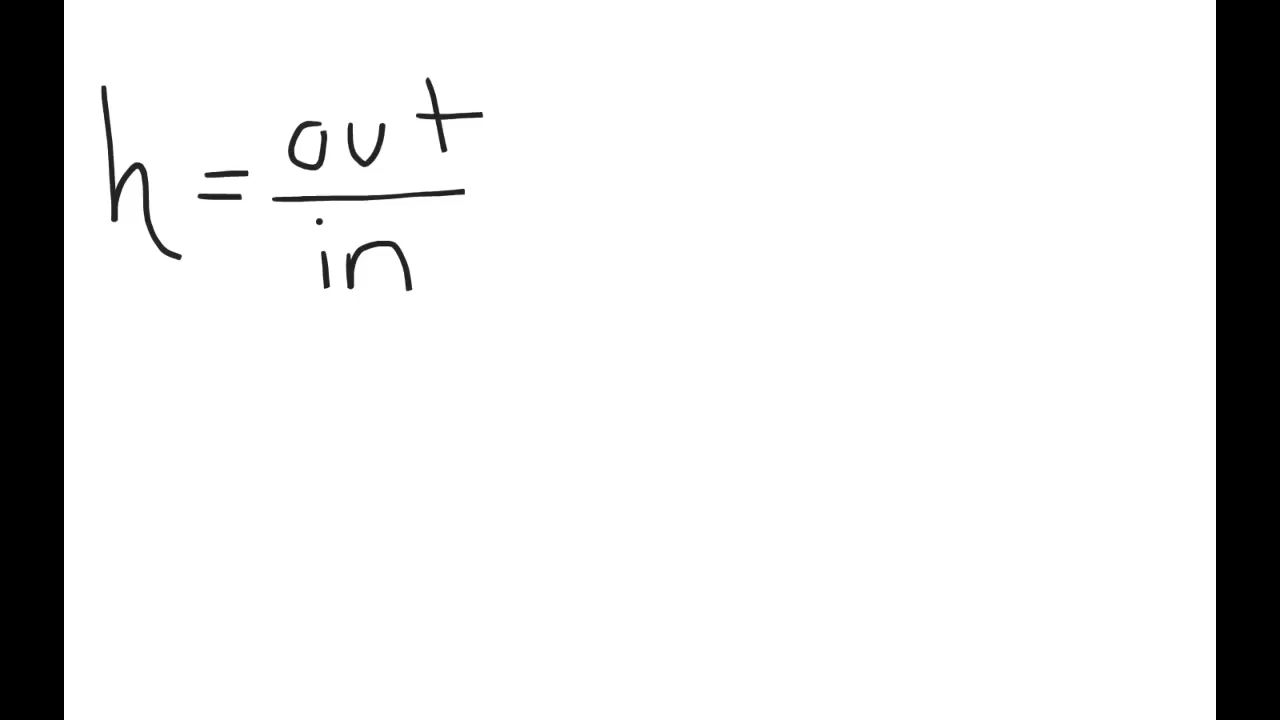 h = out
in